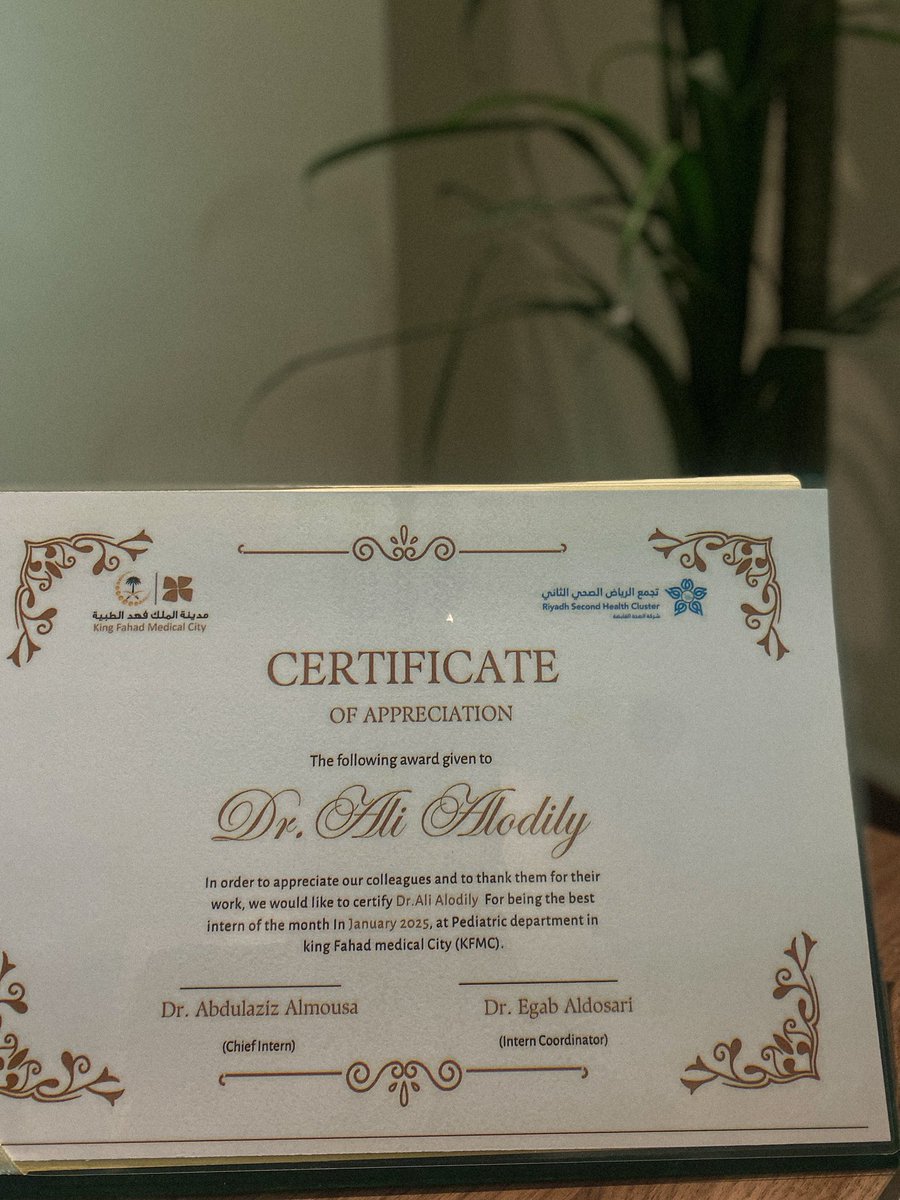 مدينة الملك فهد الطبية
King Fahad Medical City
تجمع الرياض الصحي الثاني
Riyadh Second Health Cluster
شركة الصحة القابضة
CERTIFICATE
OF APPRECIATION
The following award given to
Dr. Ali Alodily
In order to appreciate our colleagues and to thank them for their
work, we would like to certify Dr.Ali Alodily For being the best
intern of the month In January 2025, at Pediatric department in
king Fahad medical City (KFMC).
Dr. Abdulaziz Almousa
(Chief Intern)
Dr. Egab Aldosari
(Intern Coordinator)